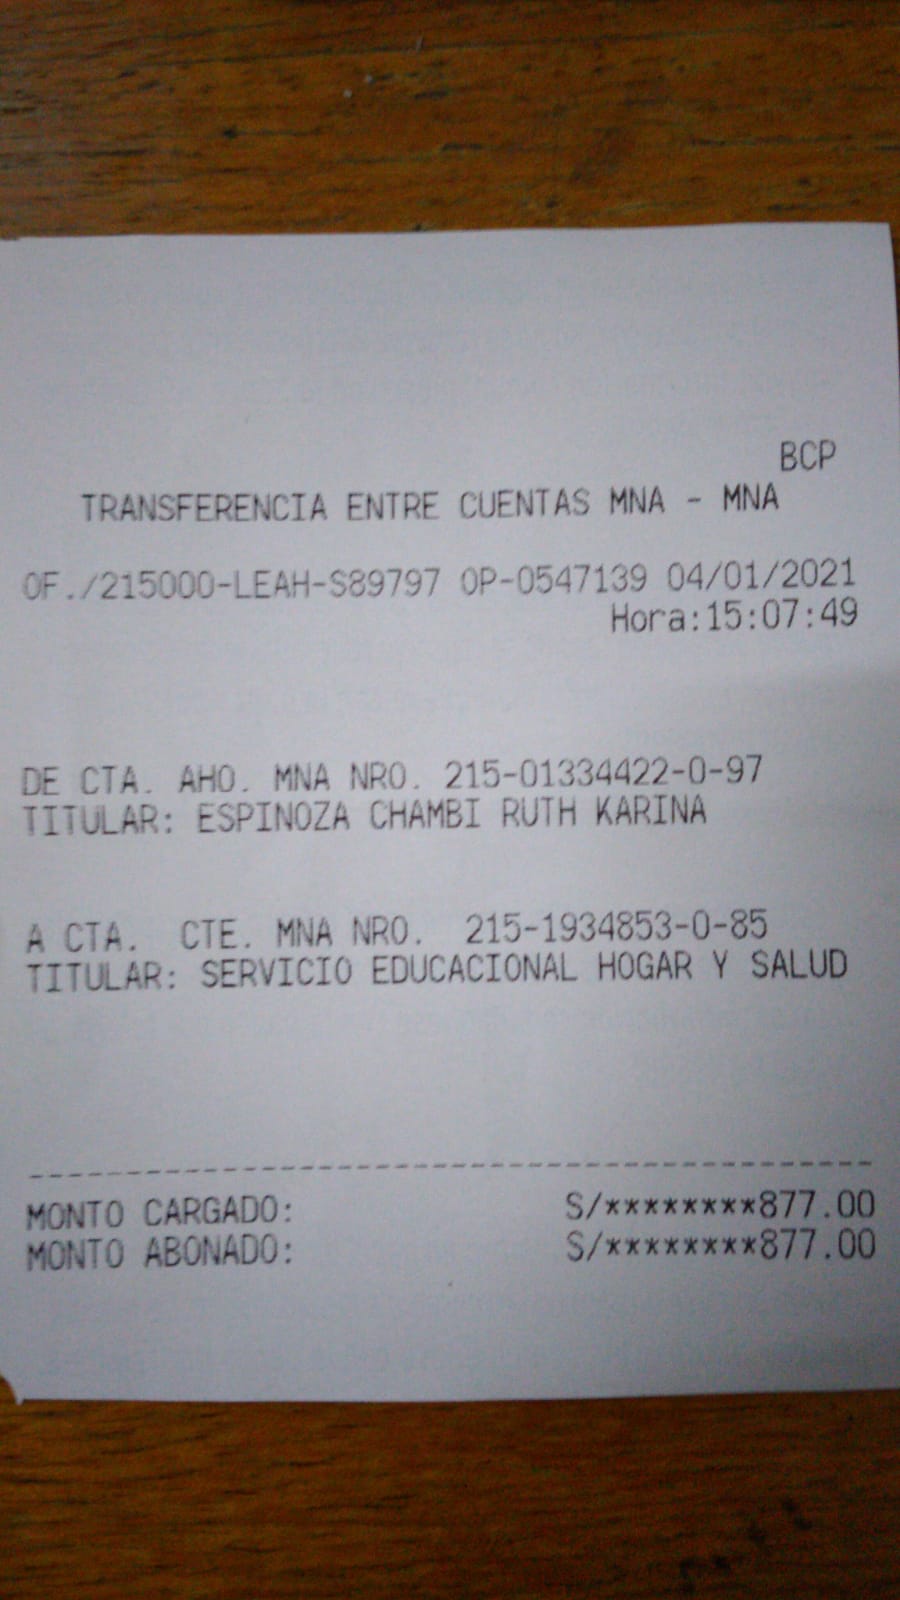 BCP
TRANSFERENCIA ENTRE CUENTAS MNA - MNA
OF./215000-LEAH-S89797 OP-0547139 04/01/2021
Hora:15:07:49
DE CTA. AHO. MNA NRO. 215-01334422-0-97
TITULAR: ESPINOZA CHAMBI RUTH KARINA
A CTA. CTE. MNA NRO. 215-1934853-0-85
TITULAR: SERVICIO EDUCACIONAL HOGAR Y SALUD
--------------------------------------------
MONTO CARGADO: S/********877.00
MONTO ABONADO: S/********877.00